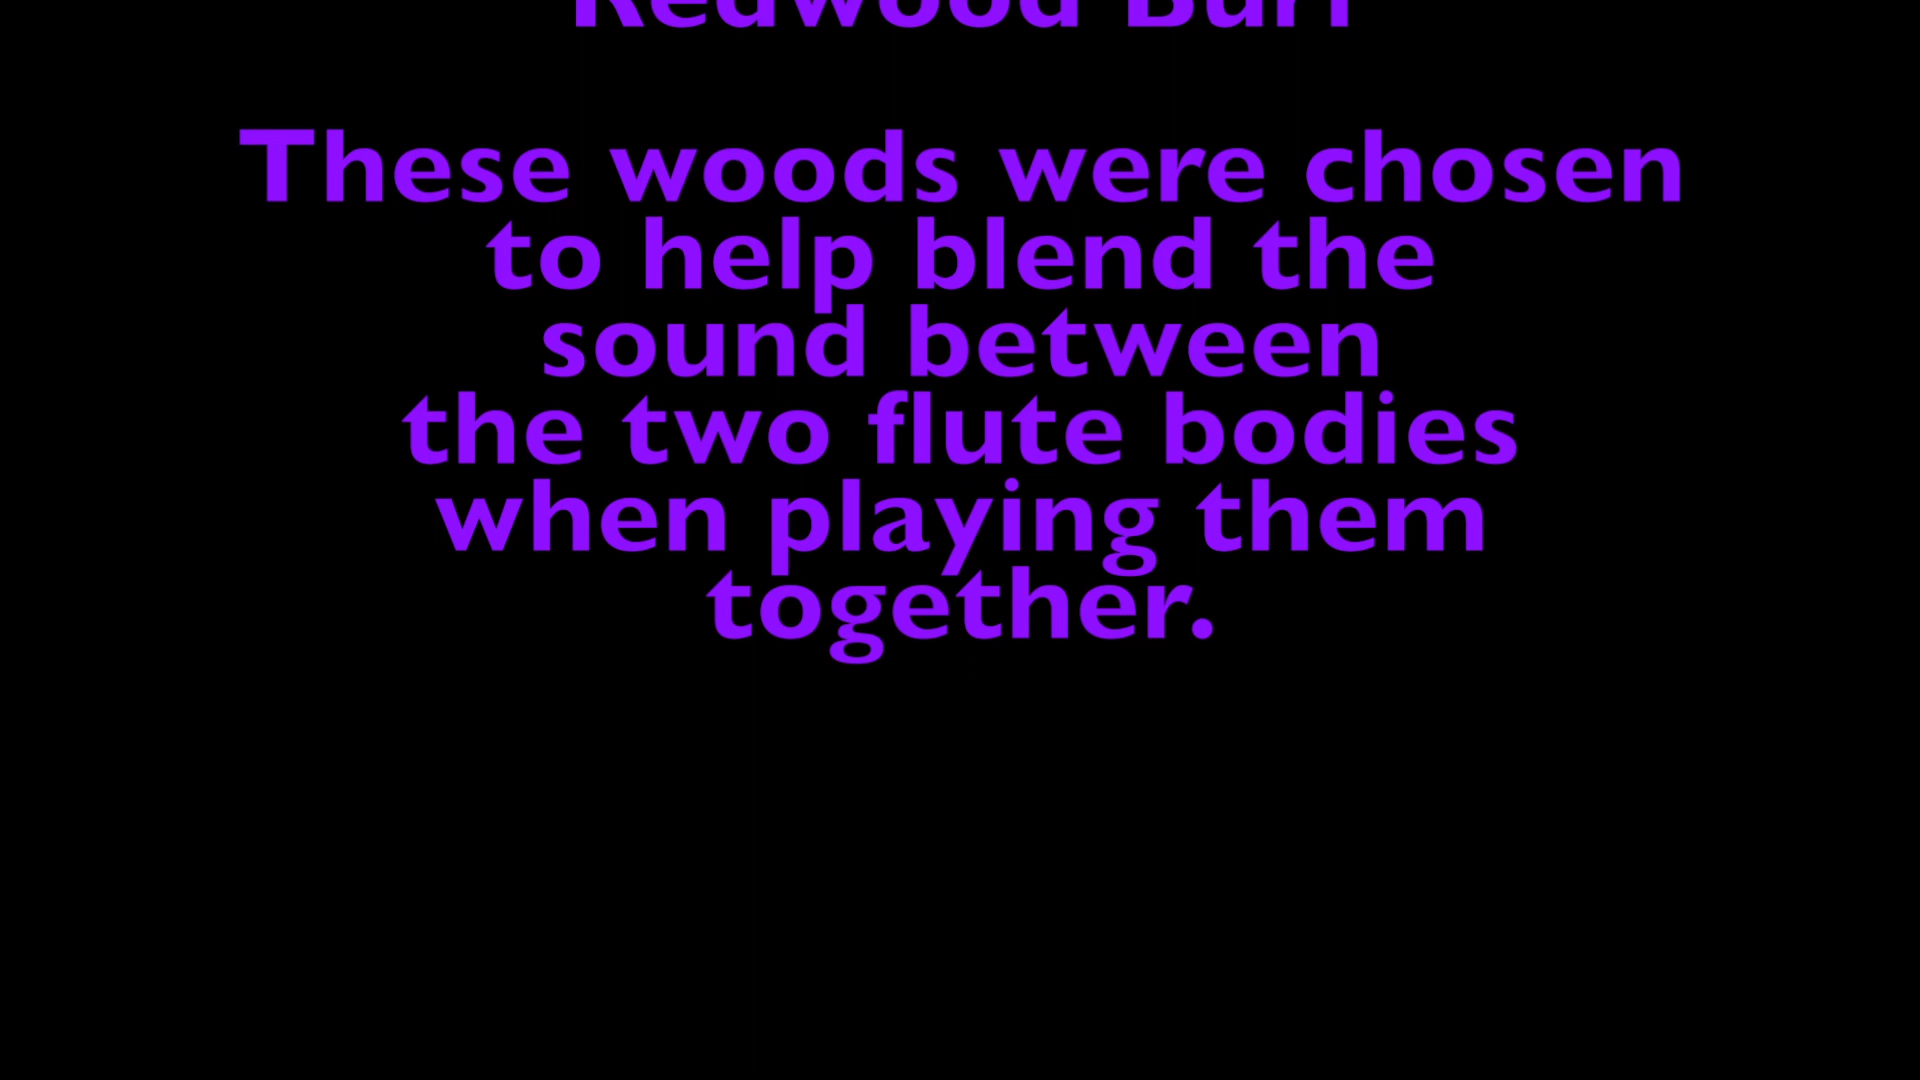 Redwood Burl
These woods were chosen
to help blend the
sound between
the two flute bodies
when playing them
together.